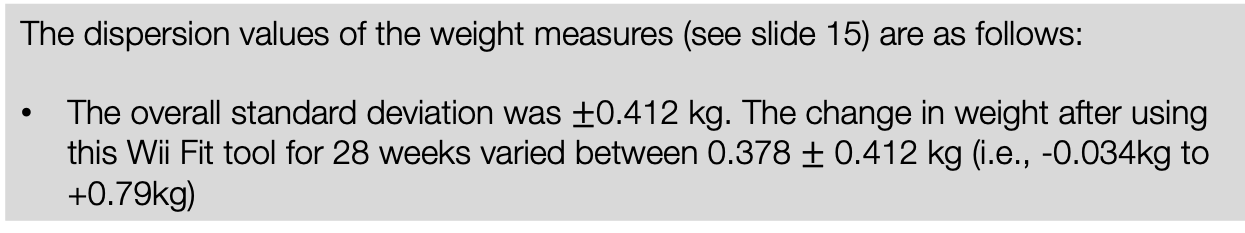 The dispersion values of the weight measures (see slide 15) are as follows:
• The overall standard deviation was ±0.412 kg. The change in weight after using
this Wii Fit tool for 28 weeks varied between 0.378 ± 0.412 kg (i.e., -0.034kg to
+0.79kg)